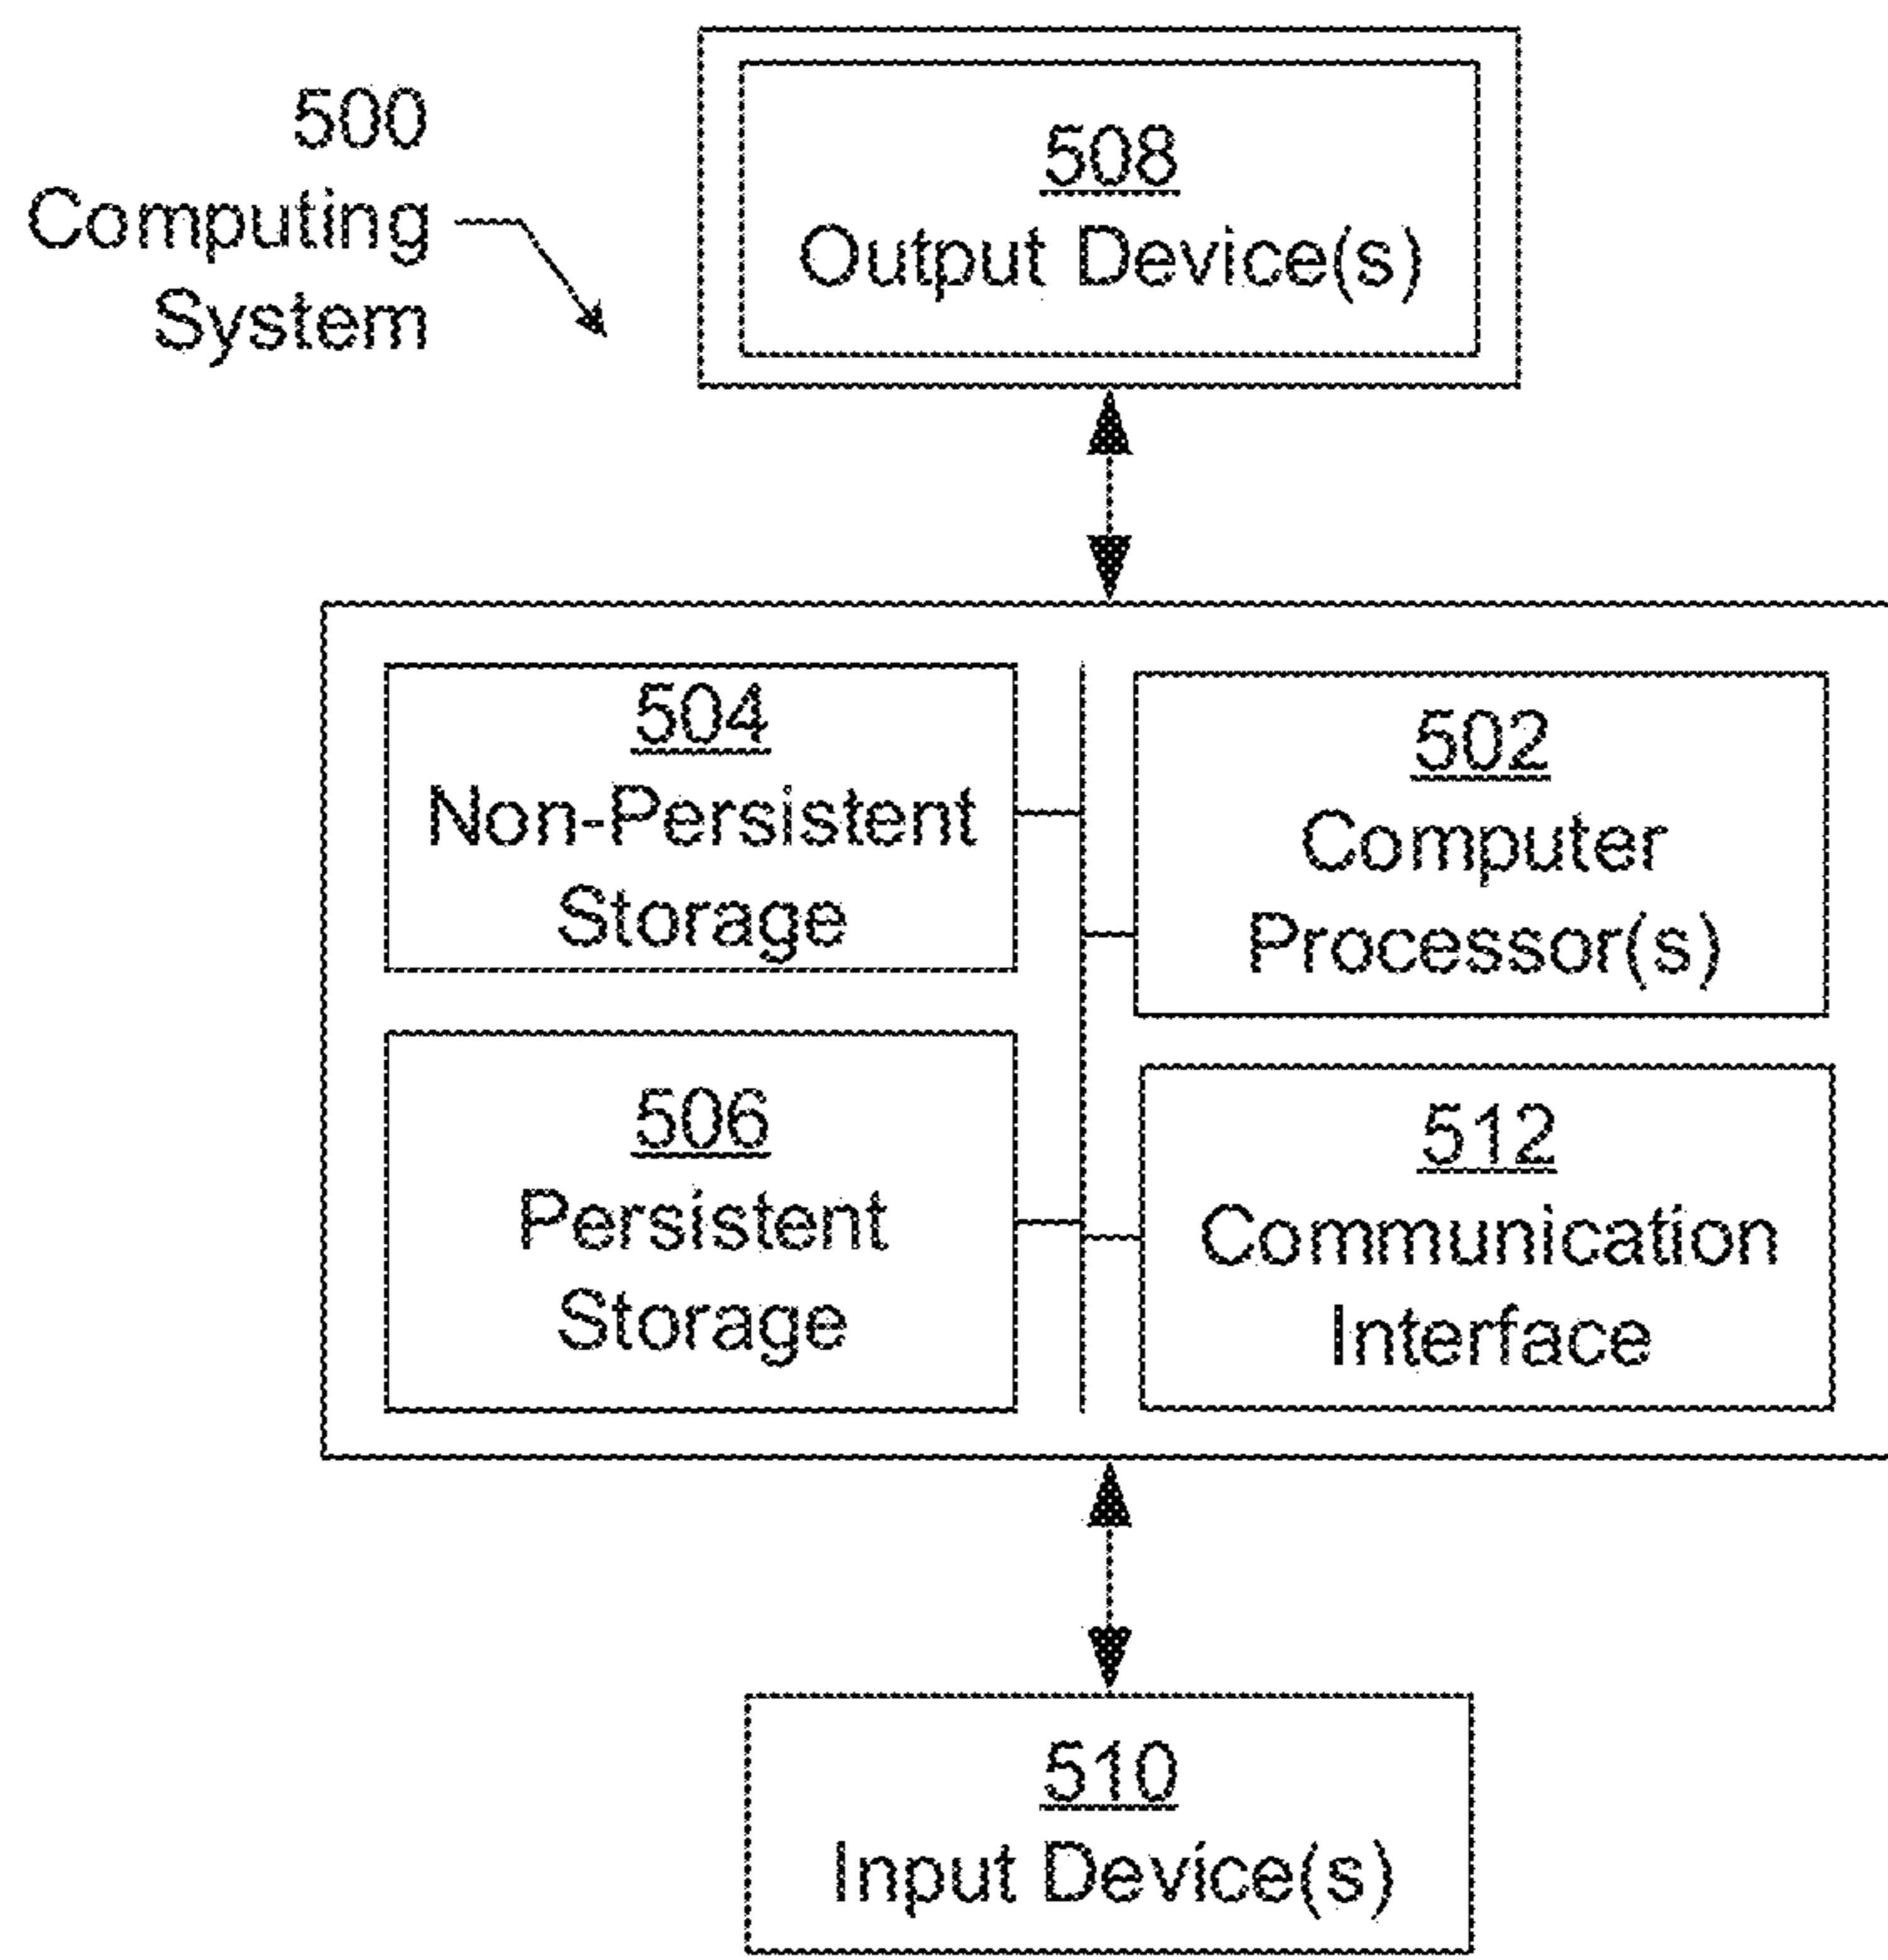 500
Computing
System
508
Output Device(s)
504
Non-Persistent
Storage
502
Computer
Processor(s)
506
Persistent
Storage
512
Communication
Interface
510
Input Device(s)